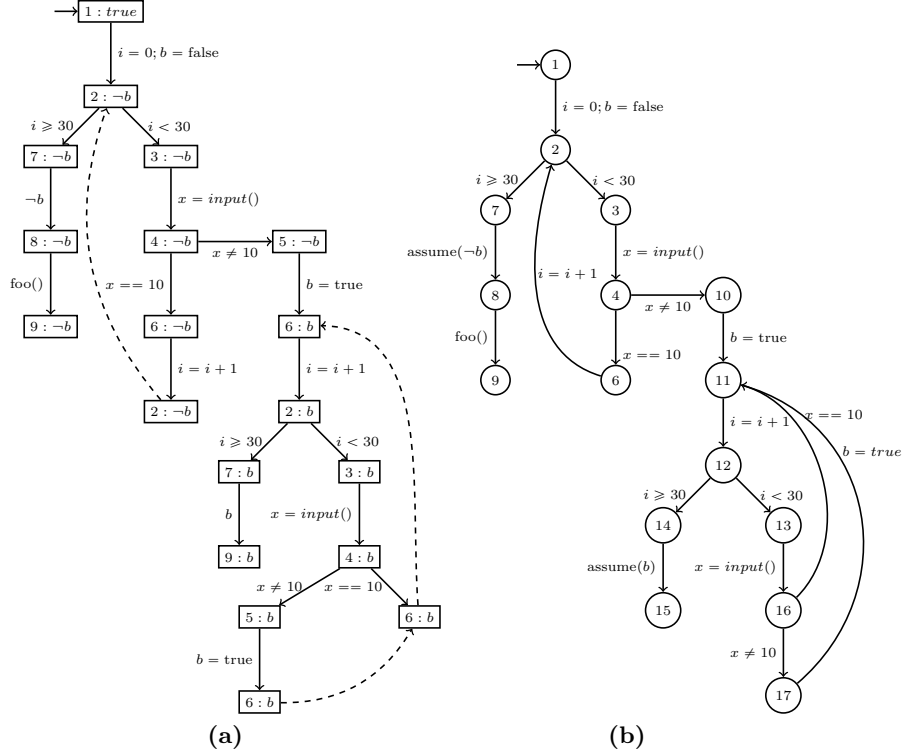 1 : true
i = 0; b = false
2 : ¬b
i ⩾ 30
i < 30
7 : ¬b
3 : ¬b
¬b
x = input()
8 : ¬b
4 : ¬b
x ≠ 10
5 : ¬b
foo()
x == 10
b = true
9 : ¬b
6 : ¬b
6 : b
i = i + 1
i = i + 1
2 : ¬b
2 : b
i ⩾ 30
i < 30
7 : b
3 : b
b
x = input()
9 : b
4 : b
x ≠ 10
x == 10
5 : b
6 : b
b = true
6 : b
(a)
1
i = 0; b = false
2
i ⩾ 30
i < 30
7
3
assume(¬b)
x = input()
i = i + 1
8
4
x ≠ 10
10
foo()
x == 10
b = true
9
6
11
i = i + 1
x == 10
b = true
12
i ⩾ 30
i < 30
14
13
assume(b)
x = input()
15
16
x ≠ 10
17
(b)